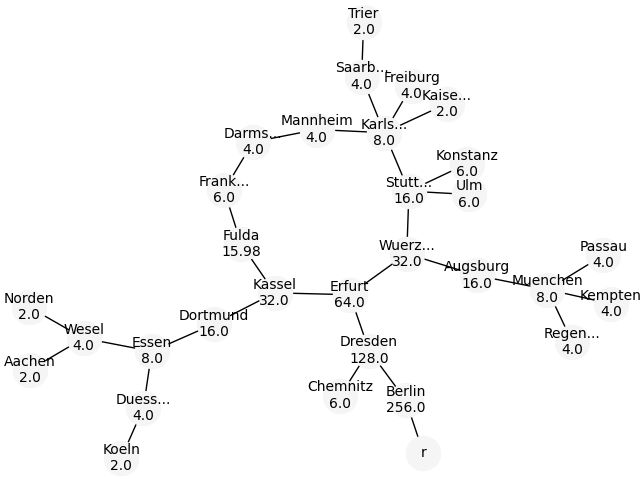 Trier
2.0
Saarb...
4.0
Freiburg
4.0
Kaise...
2.0
Mannheim
4.0
Karls...
8.0
Darms...
4.0
Konstanz
6.0
Frank...
6.0
Stutt...
16.0
Ulm
6.0
Fulda
15.98
Wuerz...
32.0
Passau
4.0
Augsburg
16.0
Muenchen
8.0
Kassel
32.0
Erfurt
64.0
Kempten
4.0
Norden
2.0
Dortmund
16.0
Wesel
4.0
Regen...
4.0
Essen
8.0
Dresden
128.0
Aachen
2.0
Chemnitz
6.0
Berlin
256.0
Duess...
4.0
Koeln
2.0
r